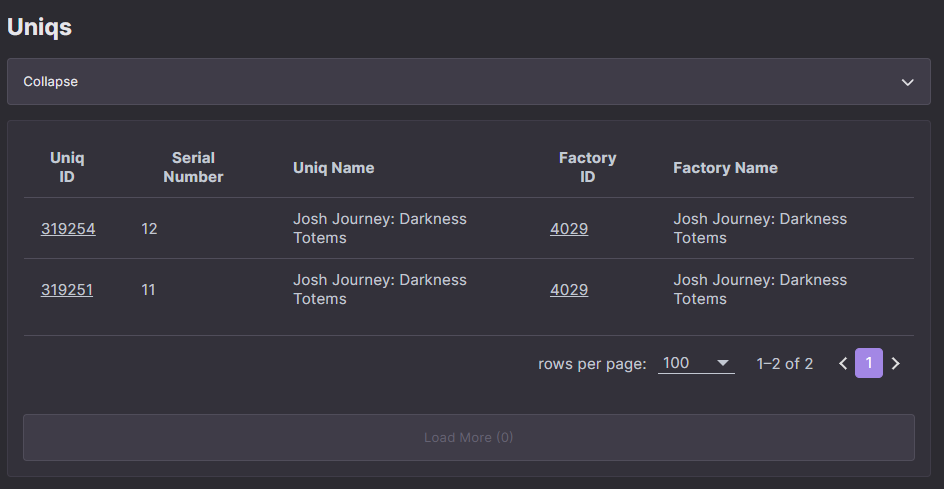 Uniqs
Collapse
Uniq ID Serial Number Uniq Name Factory ID Factory Name
319254 12 Josh Journey: Darkness Totems 4029 Josh Journey: Darkness Totems
319251 11 Josh Journey: Darkness Totems 4029 Josh Journey: Darkness Totems
rows per page: 100 1–2 of 2 1
Load More (0)